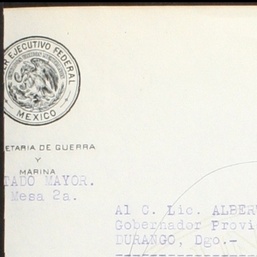 ER EJECUTIVO FEDERAL
MEXICO
ETARIA DE GUERRA
Y
MARINA
TADO MAYOR.
Mesa 2a.
Al C. Lic. ALBER
Gobernador Provi
DURANGO, Dgo.-